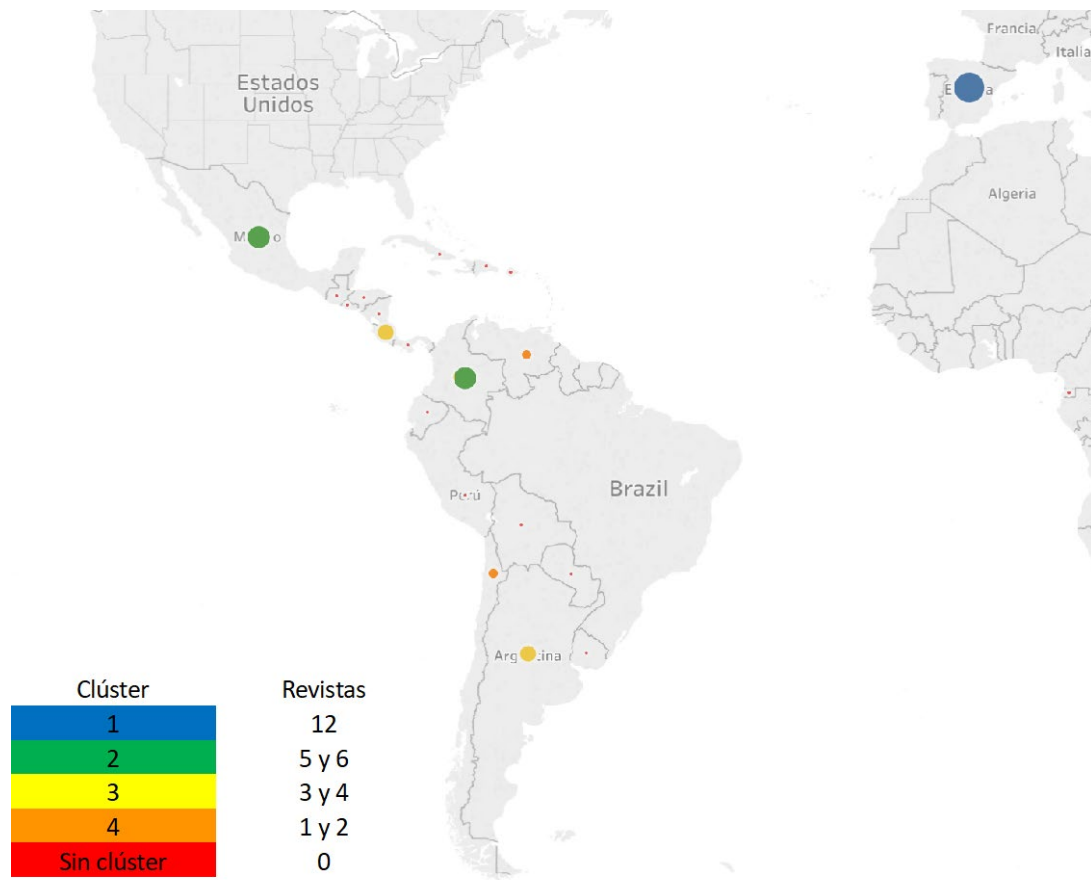 Francia
Italia
Estados
Unidos
Algeria
Brazil
Clúster Revistas
1 12
2 5 y 6
3 3 y 4
4 1 y 2
Sin clúster 0